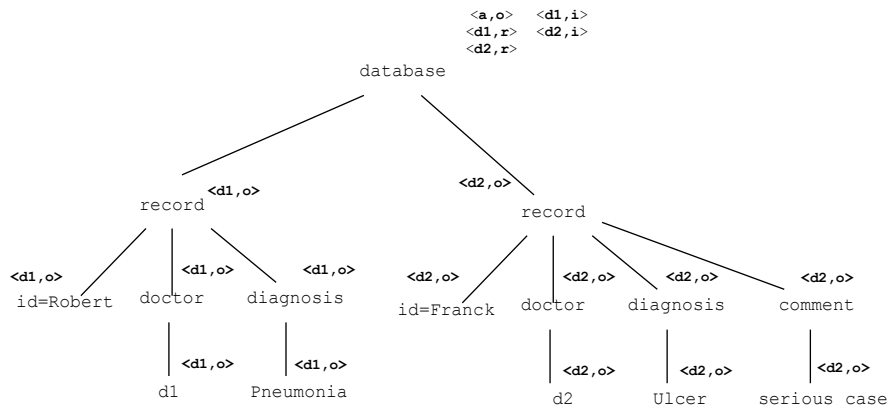 <a,o> <d1,i>
<d1,r> <d2,i>
<d2,r>
database
<d1,o> <d2,o>
record record
<d1,o> <d1,o> <d1,o> <d2,o> <d2,o> <d2,o> <d2,o>
id=Robert doctor diagnosis id=Franck doctor diagnosis comment
<d1,o> <d1,o> <d2,o> <d2,o> <d2,o>
d1 Pneumonia d2 Ulcer serious case